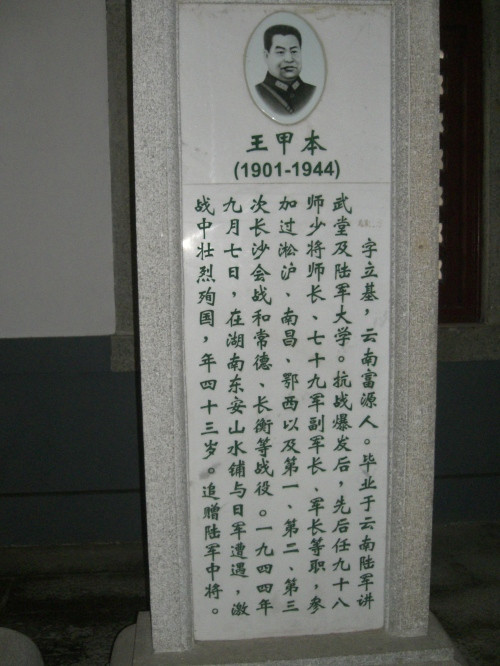 王甲本
(1901-1944)
字立基，云南富源人。毕业于云南陆军讲
武堂及陆军大学。抗战爆发后，先后任九十八
师少将师长、七十九军副军长、军长等职，参
加过淞沪、南昌、鄂西以及第一、第二、第三
次长沙会战和常德、长衡等战役。一九四四年
九月七日，在湖南东安山水铺与日军遭遇，激
战中壮烈殉国，年四十三岁。追赠陆军中将。